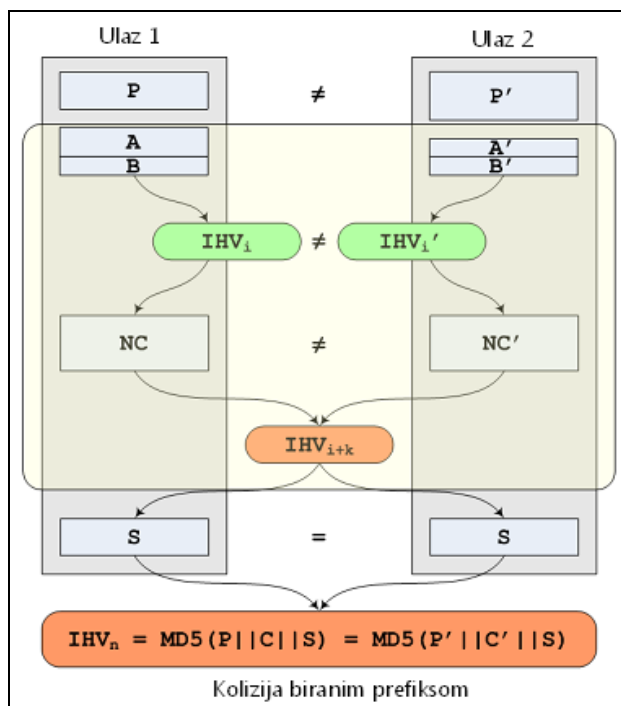 Ulaz 1 Ulaz 2
P ≠ P'
A A'
B B'
IHVi ≠ IHVi'
NC ≠ NC'
IHVi+k
S = S
IHVn = MD5(P||C||S) = MD5(P'||C'||S)
Kolizija biranim prefiksom